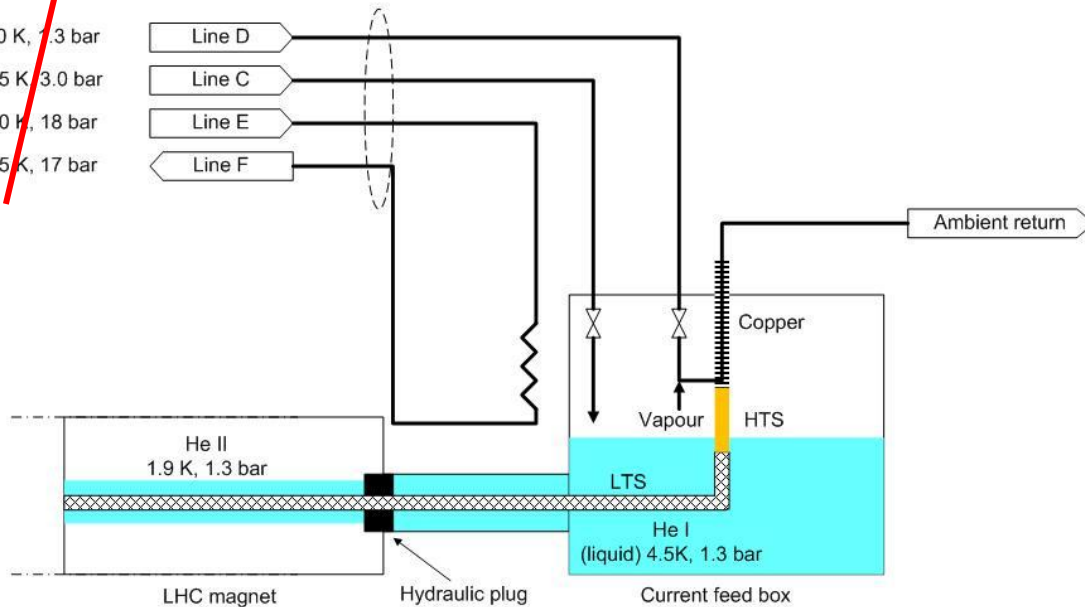 0 K, 1.3 bar
Line D
5 K, 3.0 bar
Line C
0 K, 18 bar
Line E
5 K, 17 bar
Line F
Ambient return
Copper
Vapour
HTS
He II
1.9 K, 1.3 bar
LTS
He I
(liquid) 4.5K, 1.3 bar
LHC magnet
Hydraulic plug
Current feed box